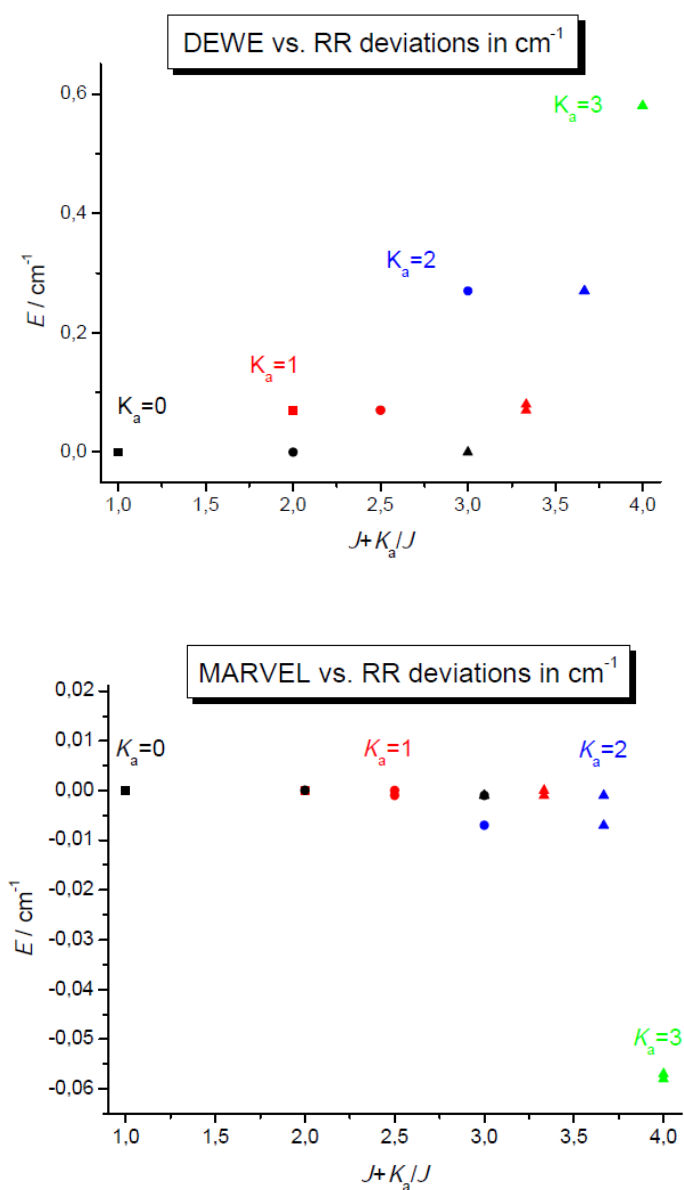 DEWE vs. RR deviations in cm⁻¹
0,6
Kₐ=3
0,4
Kₐ=2
E / cm⁻¹
0,2
Kₐ=1
Kₐ=0
0,0
1,0 1,5 2,0 2,5 3,0 3,5 4,0
J+Kₐ/J
MARVEL vs. RR deviations in cm⁻¹
0,02
0,01
Kₐ=0 Kₐ=1 Kₐ=2
0,00
-0,01
-0,02
E / cm⁻¹
-0,03
-0,04
-0,05
Kₐ=3
-0,06
1,0 1,5 2,0 2,5 3,0 3,5 4,0
J+Kₐ/J